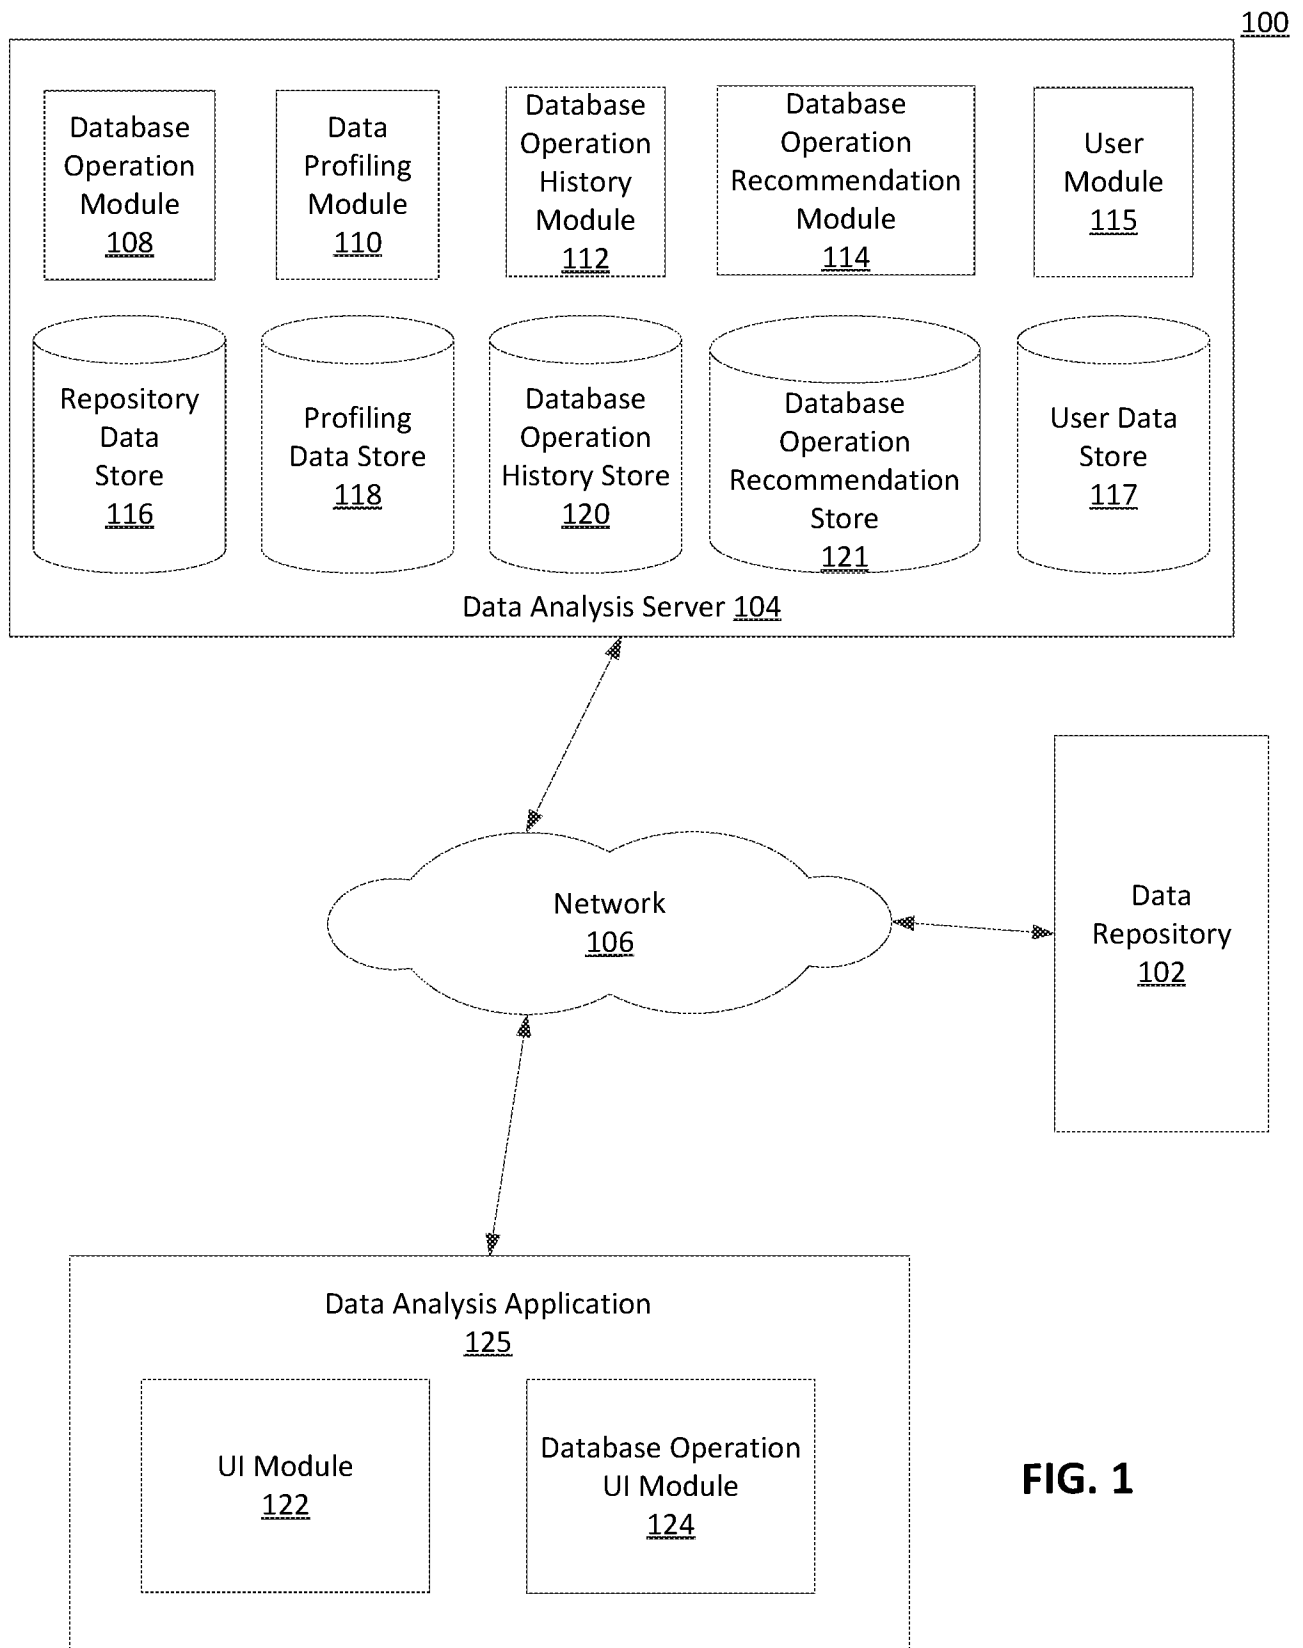 100
Database
Operation
Module
108
Data
Profiling
Module
110
Database
Operation
History
Module
112
Database
Operation
Recommendation
Module
114
User
Module
115
Repository
Data
Store
116
Profiling
Data Store
118
Database
Operation
History Store
120
Database
Operation
Recommendation
Store
121
User Data
Store
117
Data Analysis Server 104
Network
106
Data
Repository
102
Data Analysis Application
125
UI Module
122
Database Operation
UI Module
124
FIG. 1